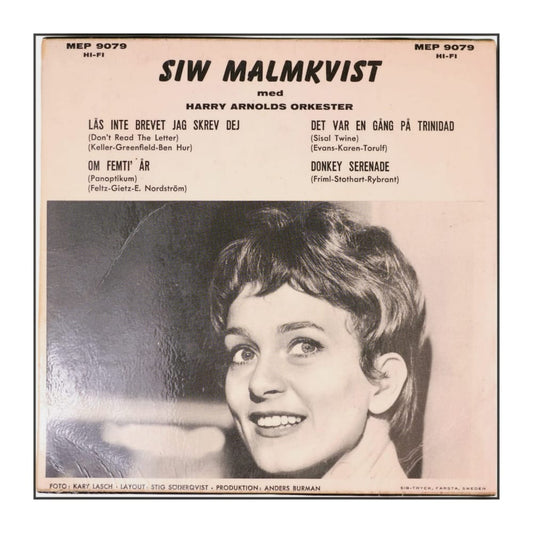 MEP 9079
HI-FI
MEP 9079
HI-FI
SIW MALMKVIST
med
HARRY ARNOLDS ORKESTER
LÄS INTE BREVET JAG SKREV DEJ
(Don't Read The Letter)
(Keller-Greenfield-Ben Hur)
OM FEMTI' ÅR
(Panoptikum)
(Feltz-Gietz-E. Nordström)
DET VAR EN GÅNG PÅ TRINIDAD
(Sisal Twine)
(Evans-Karen-Torulf)
DONKEY SERENADE
(Friml-Stothart-Rybrant)
FOTO: KARY LASCH · LAYOUT: STIG SÖDERQVIST · PRODUKTION: ANDERS BURMAN
SIB-TRYCK, FARSTA, SWEDEN